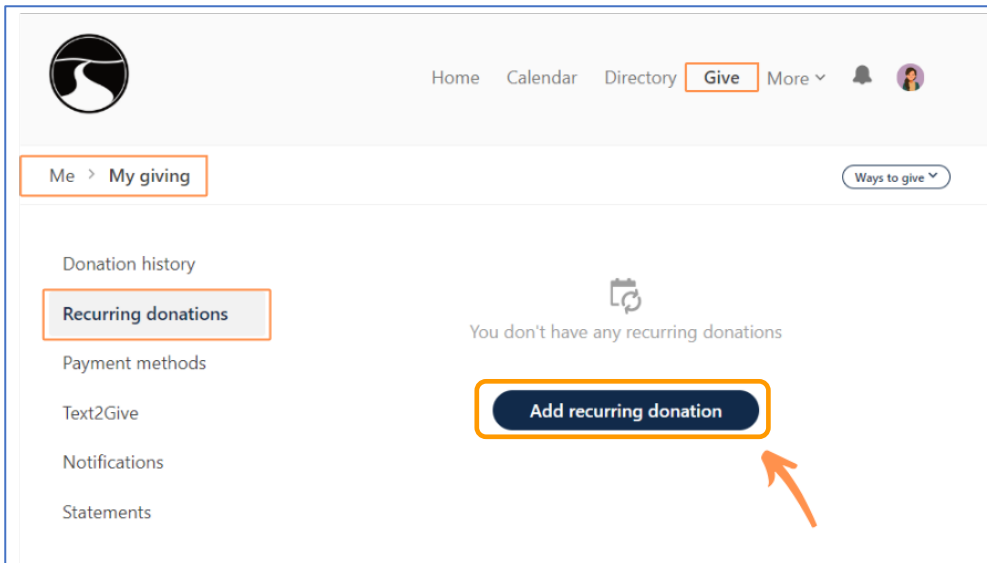 Home Calendar Directory Give More
Me > My giving
Ways to give
Donation history
Recurring donations
Payment methods
Text2Give
Notifications
Statements
You don't have any recurring donations
Add recurring donation